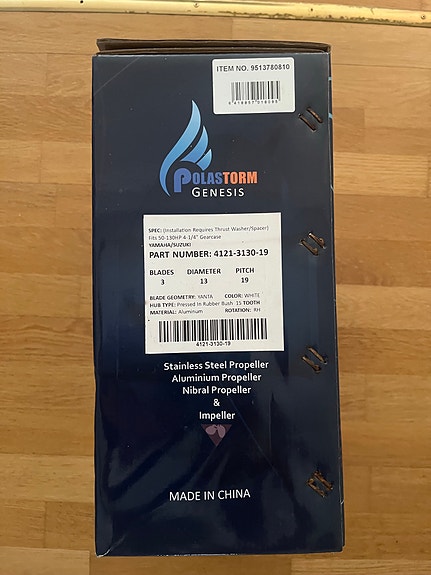 ITEM NO. 9513780810
POLASTORM
GENESIS
SPEC: (Installation Requires Thrust Washer/Spacer)
Fits 50-130HP 4-1/4" Gearcase
YAMAHA/SUZUKI
PART NUMBER: 4121-3130-19
BLADES DIAMETER PITCH
3 13 19
BLADE GEOMETRY: YANTA COLOR: WHITE
HUB TYPE: Pressed In Rubber Bush 15 TOOTH
MATERIAL: Aluminum ROTATION: RH
4121-3130-19
Stainless Steel Propeller
Aluminium Propeller
Nibral Propeller
&
Impeller
MADE IN CHINA